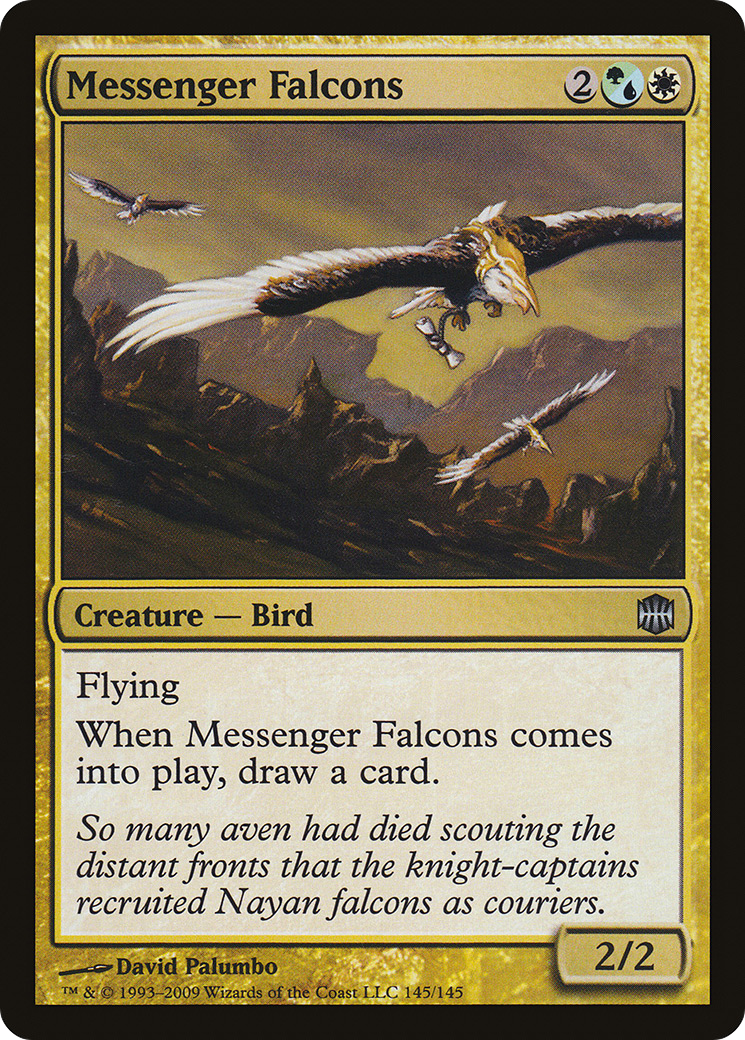 Messenger Falcons 2
Creature — Bird
Flying
When Messenger Falcons comes
into play, draw a card.
So many aven had died scouting the
distant fronts that the knight-captains
recruited Nayan falcons as couriers.
2/2
David Palumbo
™ & © 1993–2009 Wizards of the Coast LLC 145/145